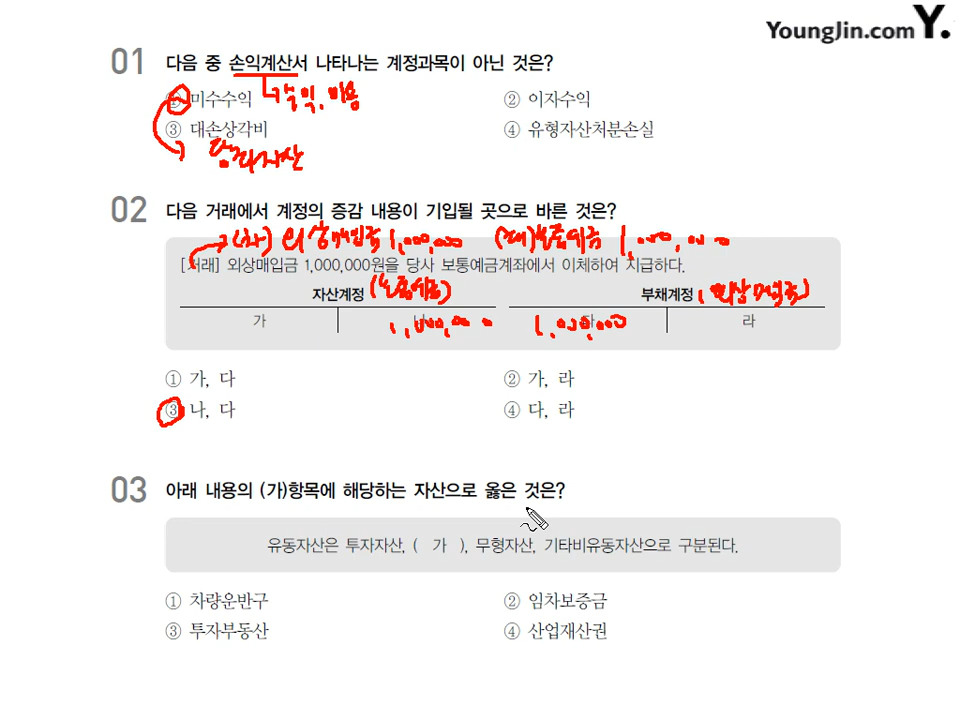 YoungJin.com Y.
01 다음 중 손익계산서 나타나는 계정과목이 아닌 것은?
① 미수수익 수익, 비용 ② 이자수익
③ 대손상각비 ④ 유형자산처분손실
당좌자산
02 다음 거래에서 계정의 증감 내용이 기입될 곳으로 바른 것은?
(차) 외상매입금 1,000,000 (대)보통예금 1,000,000
[거래] 외상매입금 1,000,000원을 당사 보통예금계좌에서 이체하여 지급하다.
자산계정 (보통예금) 부채계정 (외상매입금)
가 나 1,000,000 다 1,000,000 라
① 가, 다 ② 가, 라
③ 나, 다 ④ 다, 라
03 아래 내용의 (가)항목에 해당하는 자산으로 옳은 것은?
유동자산은 투자자산, ( 가 ), 무형자산, 기타비유동자산으로 구분된다.
① 차량운반구 ② 임차보증금
③ 투자부동산 ④ 산업재산권